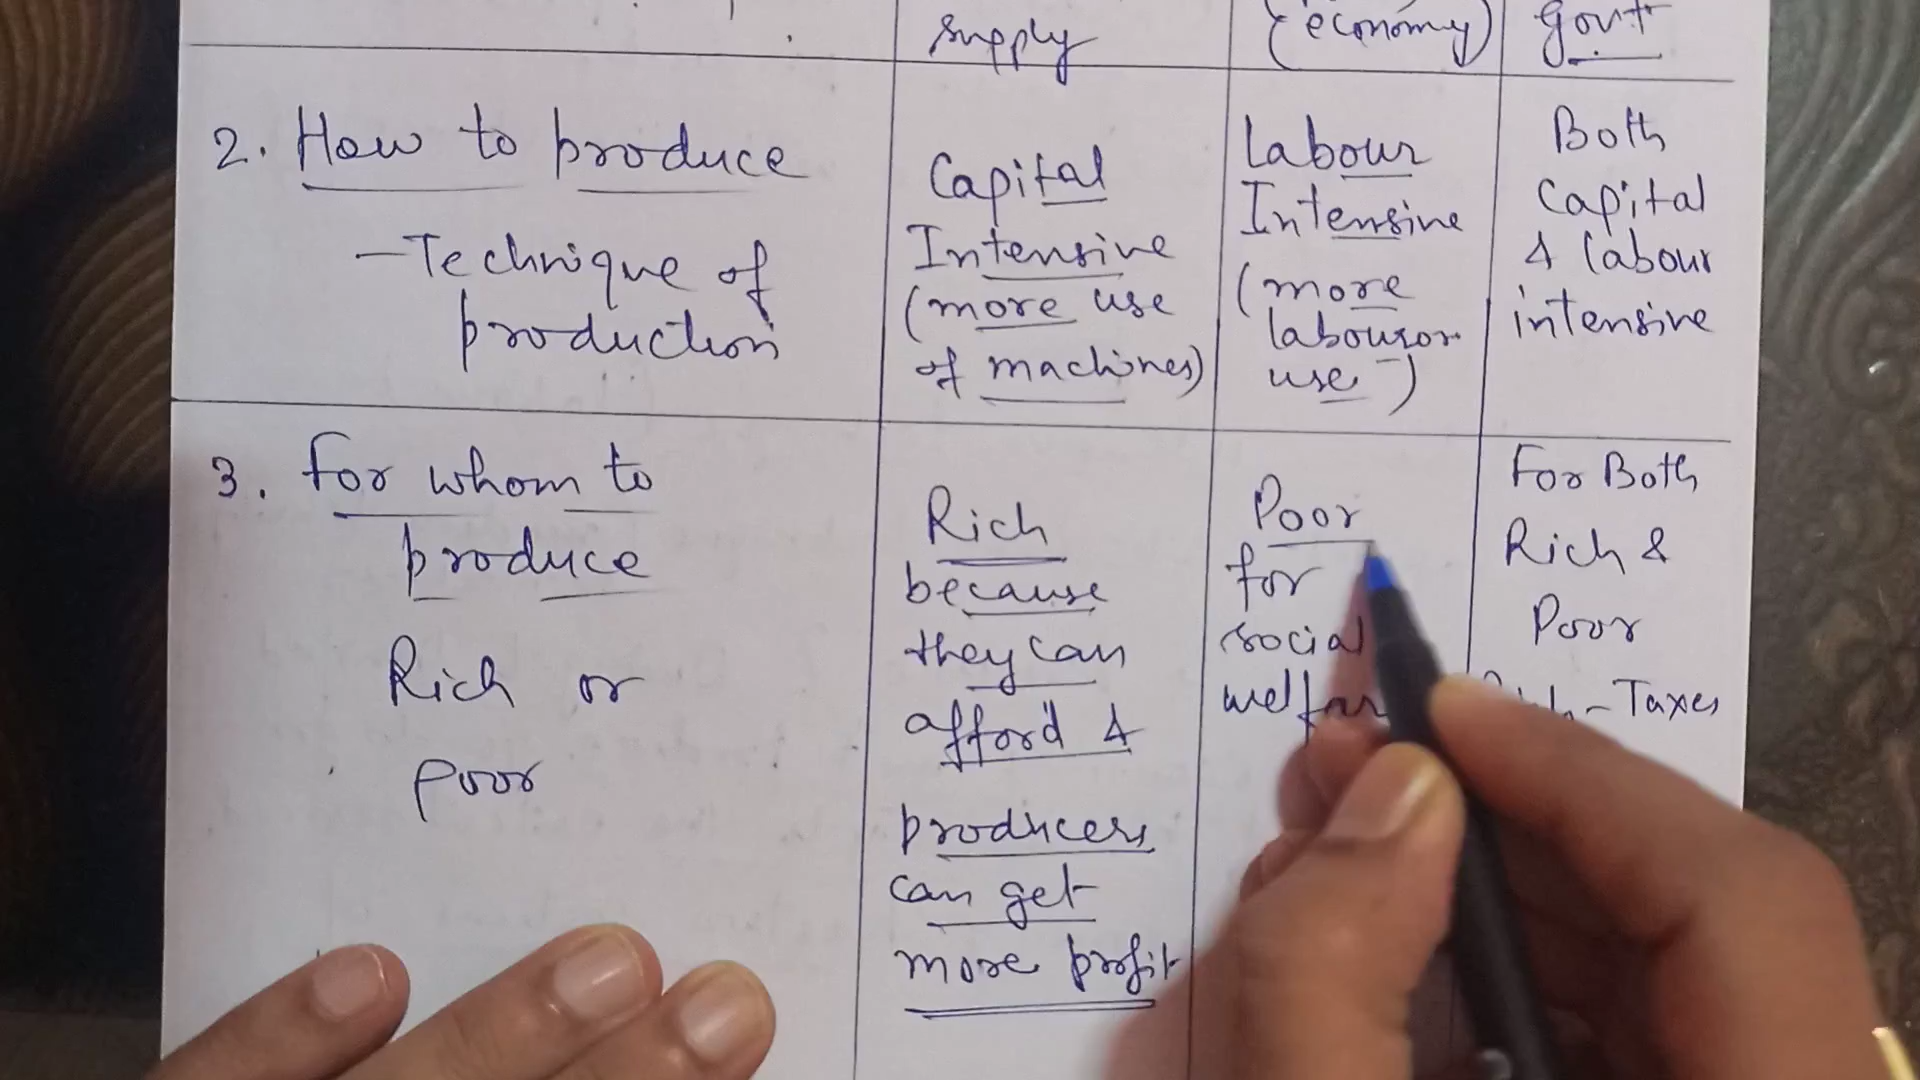 supply
(economy)
govt
2. How to produce
- Technique of
production
Capital
Intensive
(more use
of machines)
Labour
Intensive
(more
labouror
use)
Both
Capital
& labour
intensive
3. For whom to
produce
Rich or
poor
Rich
because
they can
afford &
producers
can get
more profit
Poor
for
social
For Both
Rich &
Poor
- Taxes